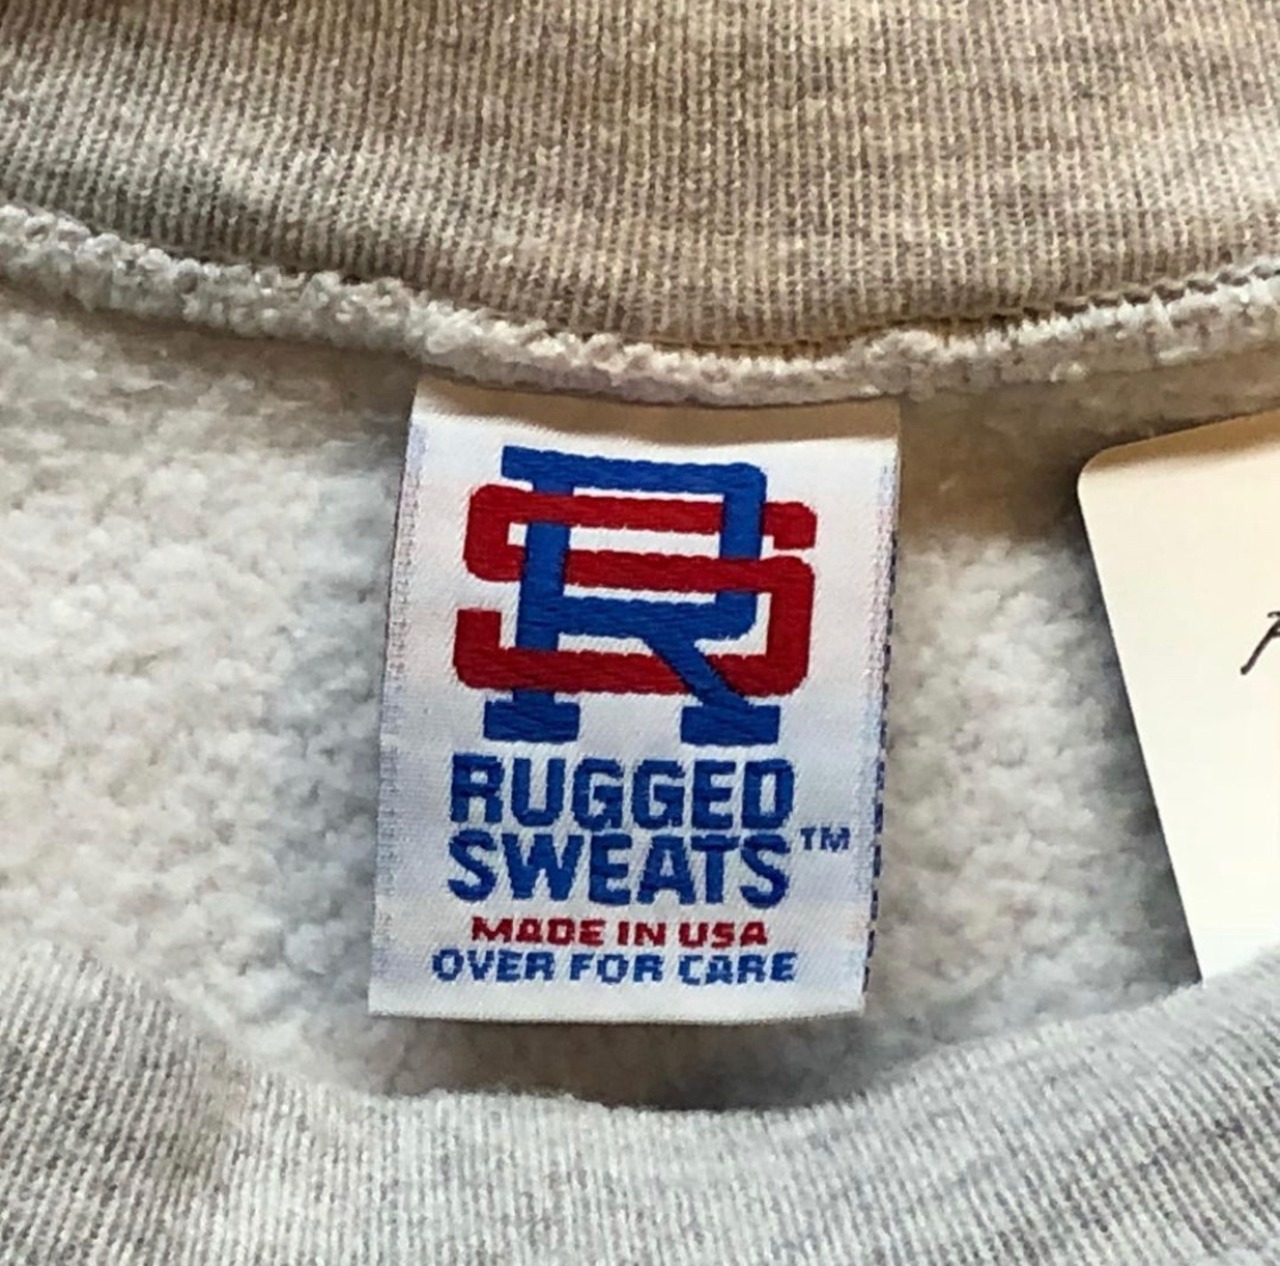 RS
RUGGED
SWEATS™
MADE IN USA
OVER FOR CARE